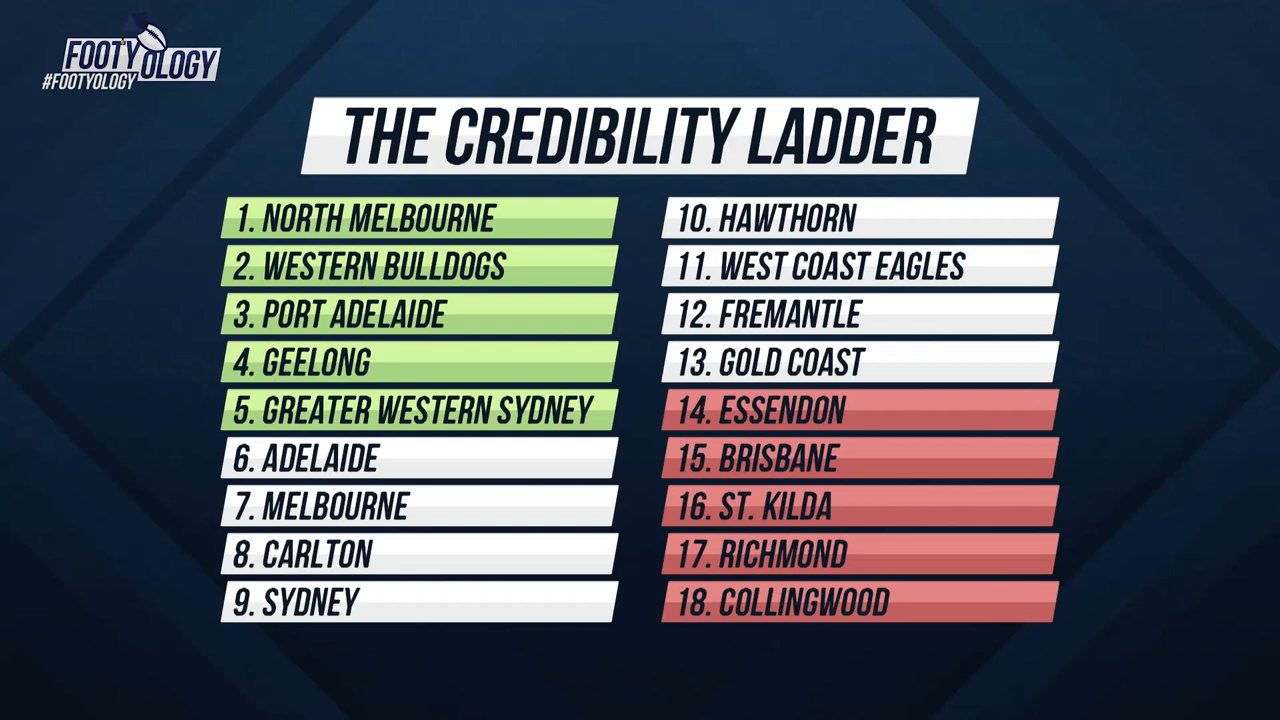 FOOTYOLOGY
#FOOTYOLOGY
THE CREDIBILITY LADDER
1. NORTH MELBOURNE
2. WESTERN BULLDOGS
3. PORT ADELAIDE
4. GEELONG
5. GREATER WESTERN SYDNEY
6. ADELAIDE
7. MELBOURNE
8. CARLTON
9. SYDNEY
10. HAWTHORN
11. WEST COAST EAGLES
12. FREMANTLE
13. GOLD COAST
14. ESSENDON
15. BRISBANE
16. ST. KILDA
17. RICHMOND
18. COLLINGWOOD